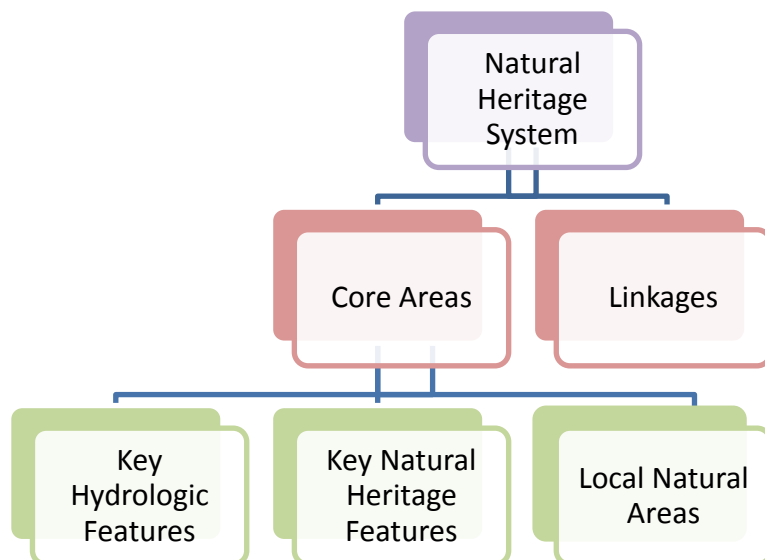 Natural
Heritage
System
Core Areas
Linkages
Key
Hydrologic
Features
Key Natural
Heritage
Features
Local Natural
Areas